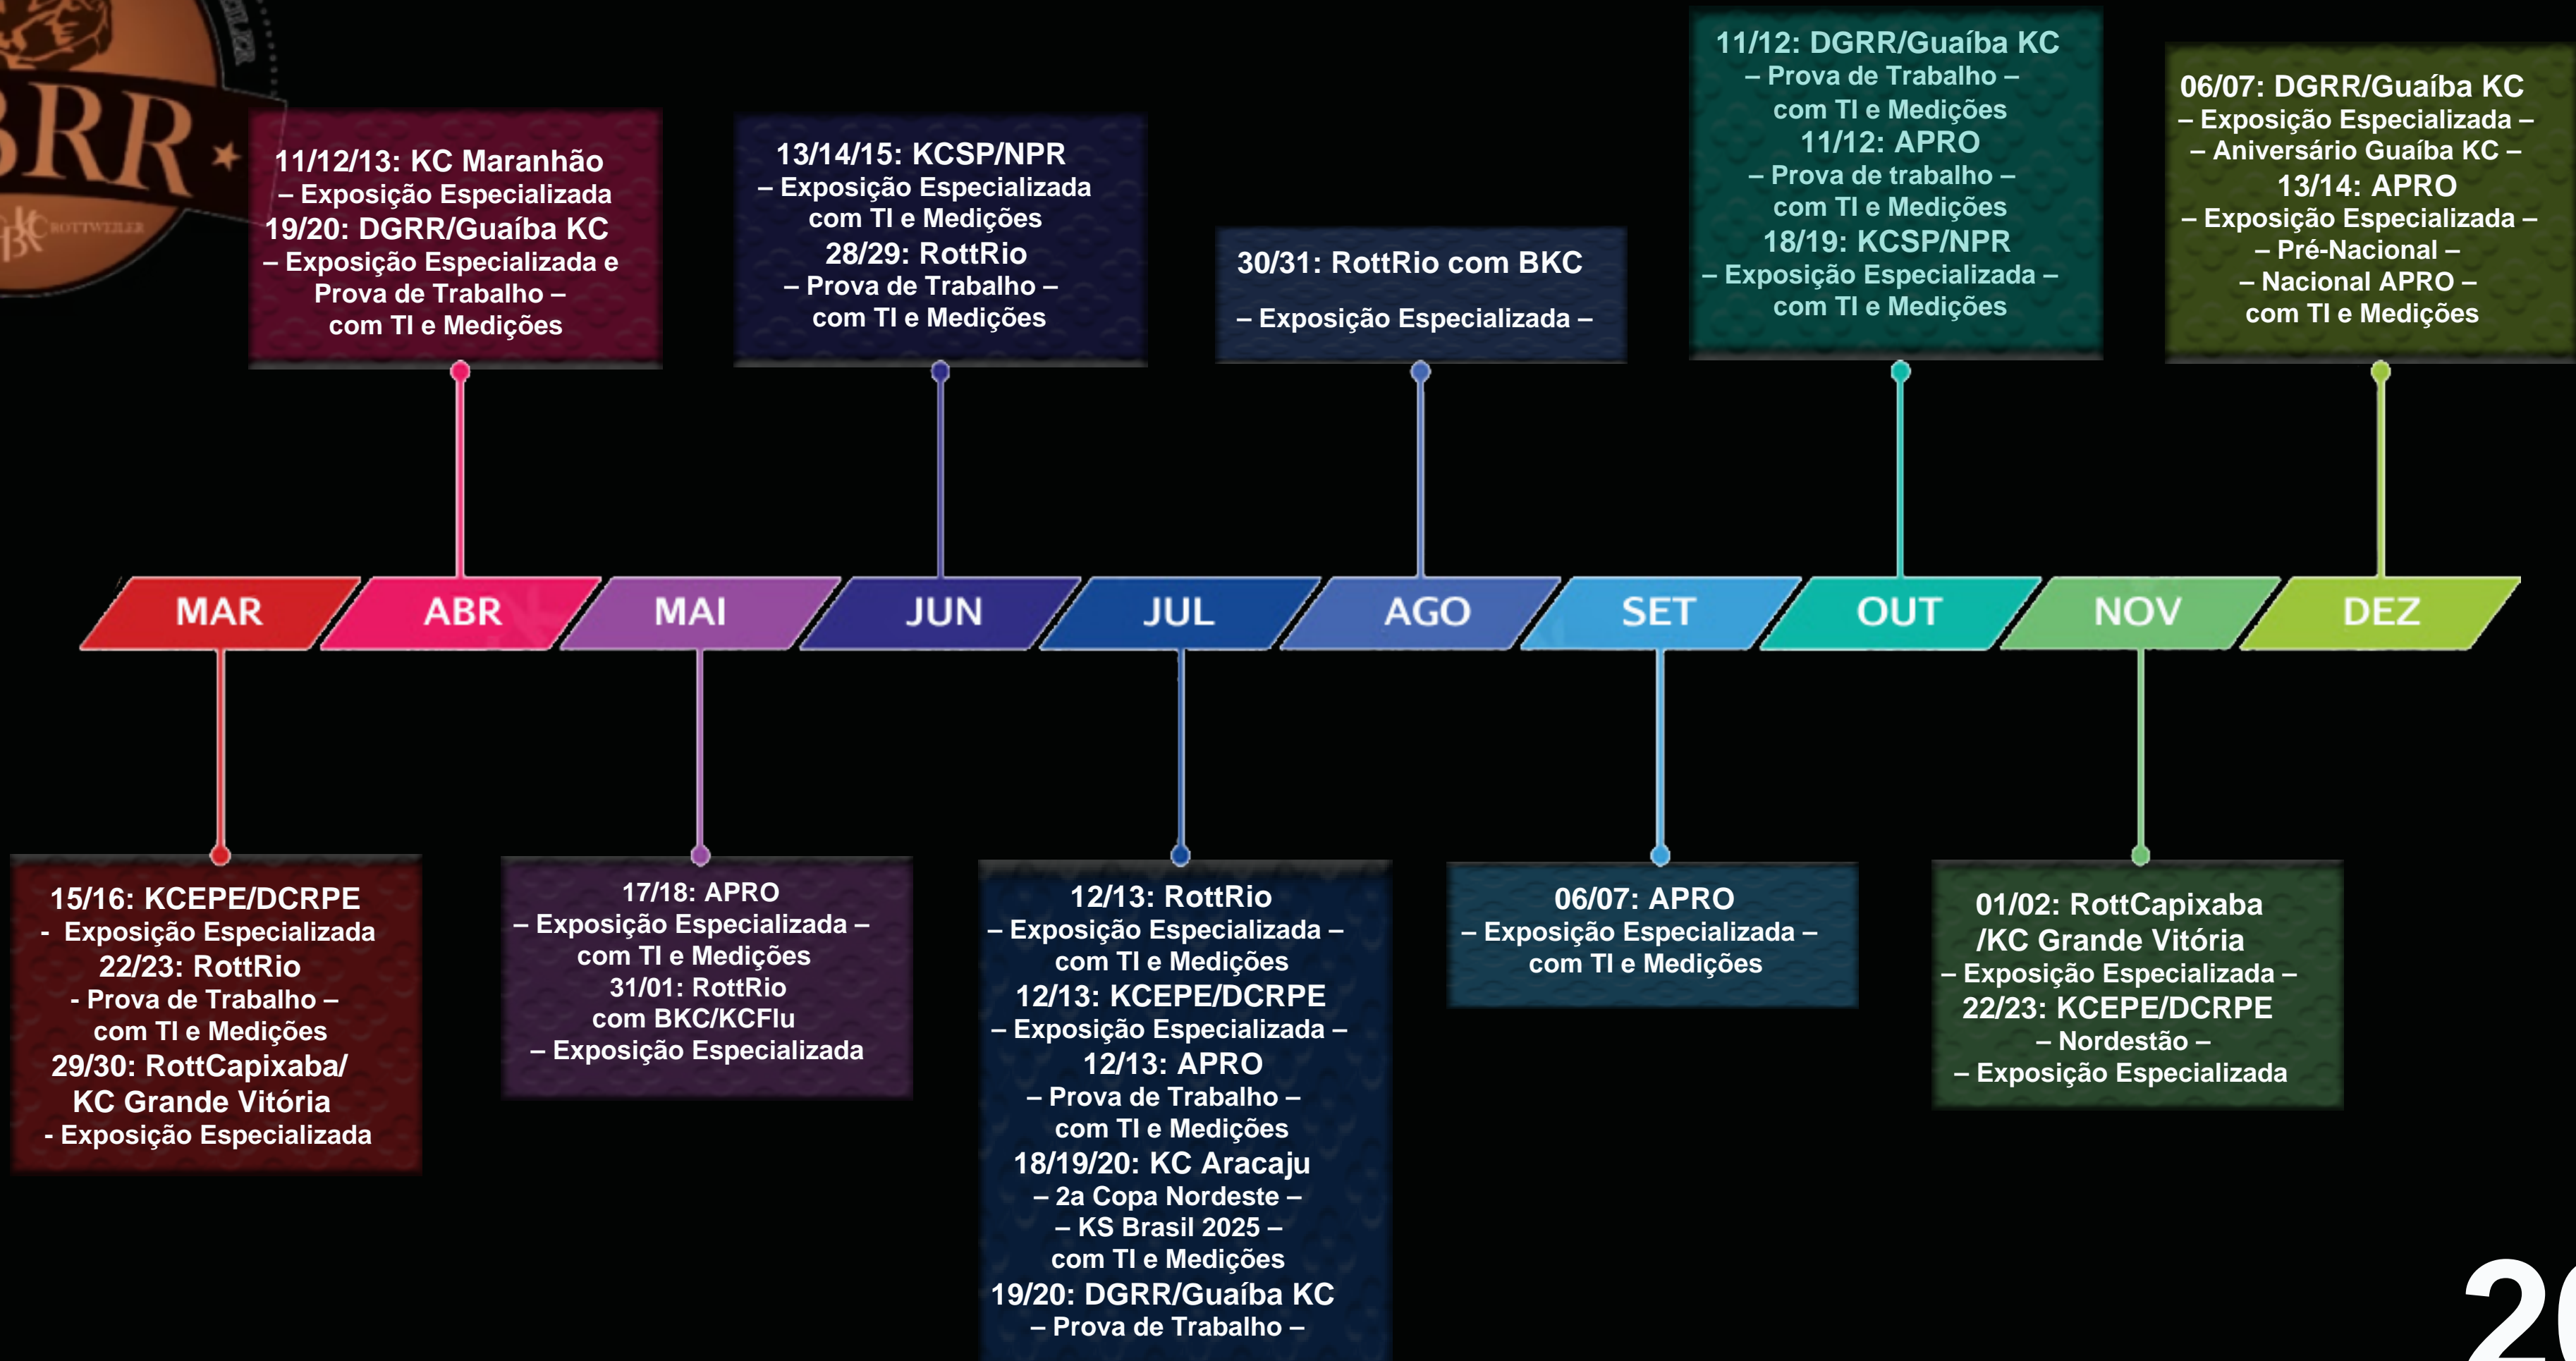 BRR
ROTTWEILER
11/12/13: KC Maranhão
– Exposição Especializada
19/20: DGRR/Guaíba KC
– Exposição Especializada e
Prova de Trabalho –
com TI e Medições
13/14/15: KCSP/NPR
– Exposição Especializada
com TI e Medições
28/29: RottRio
– Prova de Trabalho –
com TI e Medições
30/31: RottRio com BKC
– Exposição Especializada –
11/12: DGRR/Guaíba KC
– Prova de Trabalho –
com TI e Medições
11/12: APRO
– Prova de trabalho –
com TI e Medições
18/19: KCSP/NPR
– Exposição Especializada –
com TI e Medições
06/07: DGRR/Guaíba KC
– Exposição Especializada –
– Aniversário Guaíba KC –
13/14: APRO
– Exposição Especializada –
– Pré-Nacional –
– Nacional APRO –
com TI e Medições
MAR ABR MAI JUN JUL AGO SET OUT NOV DEZ
15/16: KCEPE/DCRPE
- Exposição Especializada
22/23: RottRio
- Prova de Trabalho –
com TI e Medições
29/30: RottCapixaba/
KC Grande Vitória
- Exposição Especializada
17/18: APRO
– Exposição Especializada –
com TI e Medições
31/01: RottRio
com BKC/KCFlu
– Exposição Especializada
12/13: RottRio
– Exposição Especializada –
com TI e Medições
12/13: KCEPE/DCRPE
– Exposição Especializada –
12/13: APRO
– Prova de Trabalho –
com TI e Medições
18/19/20: KC Aracaju
– 2a Copa Nordeste –
– KS Brasil 2025 –
com TI e Medições
19/20: DGRR/Guaíba KC
– Prova de Trabalho –
06/07: APRO
– Exposição Especializada –
com TI e Medições
01/02: RottCapixaba
/KC Grande Vitória
– Exposição Especializada –
22/23: KCEPE/DCRPE
– Nordestão –
– Exposição Especializada
20